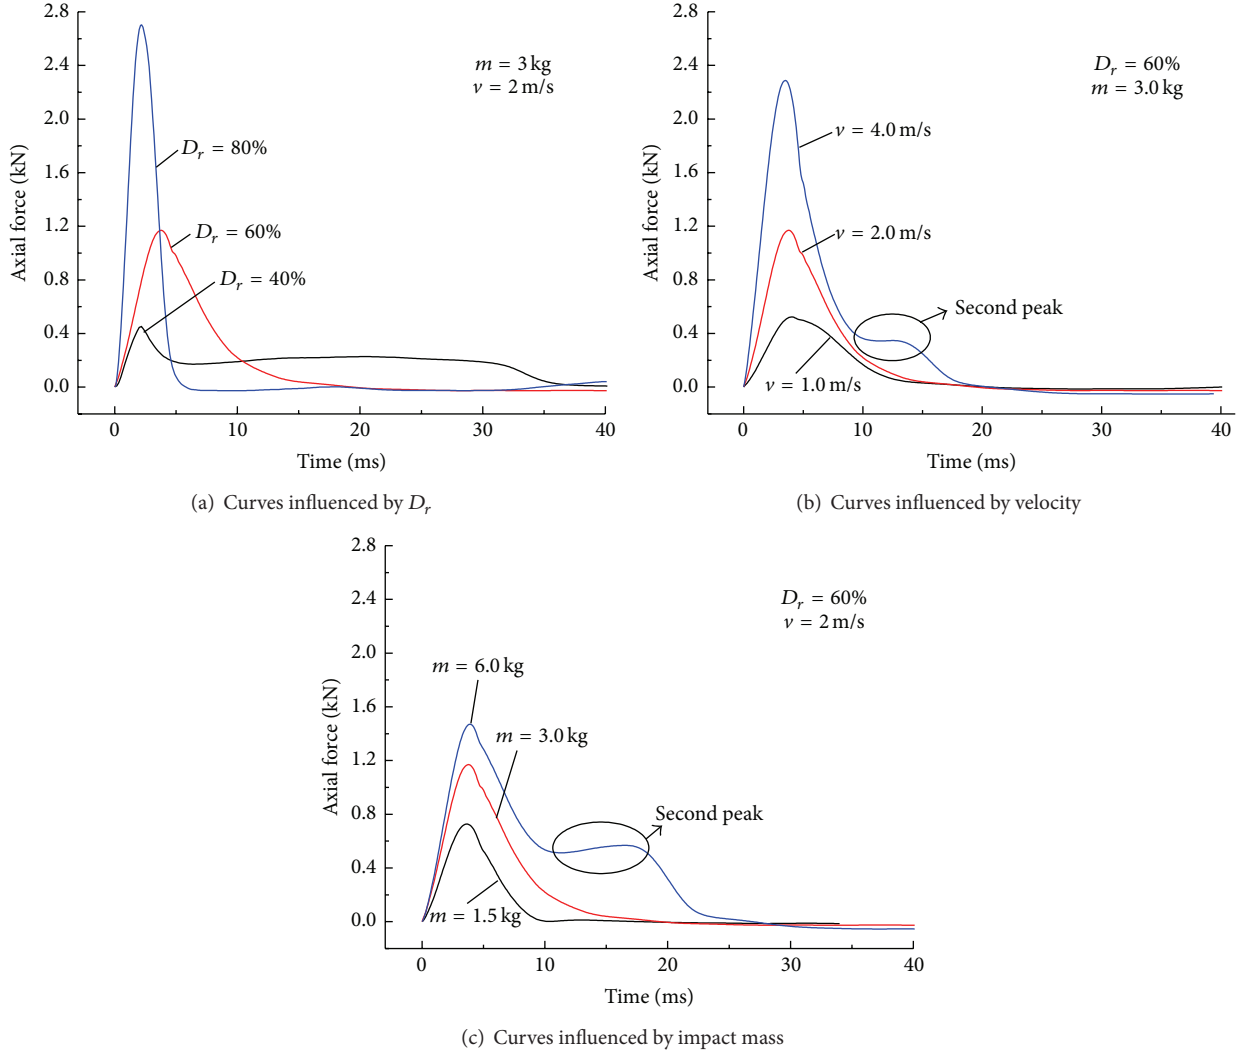 2.8
2.4
2.0
1.6
1.2
0.8
0.4
0.0
Axial force (kN)
m = 3 kg
v = 2 m/s
D_r = 80%
D_r = 60%
D_r = 40%
0 10 20 30 40
Time (ms)
(a) Curves influenced by D_r
2.8
2.4
2.0
1.6
1.2
0.8
0.4
0.0
Axial force (kN)
D_r = 60%
m = 3.0 kg
v = 4.0 m/s
v = 2.0 m/s
Second peak
v = 1.0 m/s
0 10 20 30 40
Time (ms)
(b) Curves influenced by velocity
2.8
2.4
2.0
1.6
1.2
0.8
0.4
0.0
Axial force (kN)
D_r = 60%
v = 2 m/s
m = 6.0 kg
m = 3.0 kg
Second peak
m = 1.5 kg
0 10 20 30 40
Time (ms)
(c) Curves influenced by impact mass